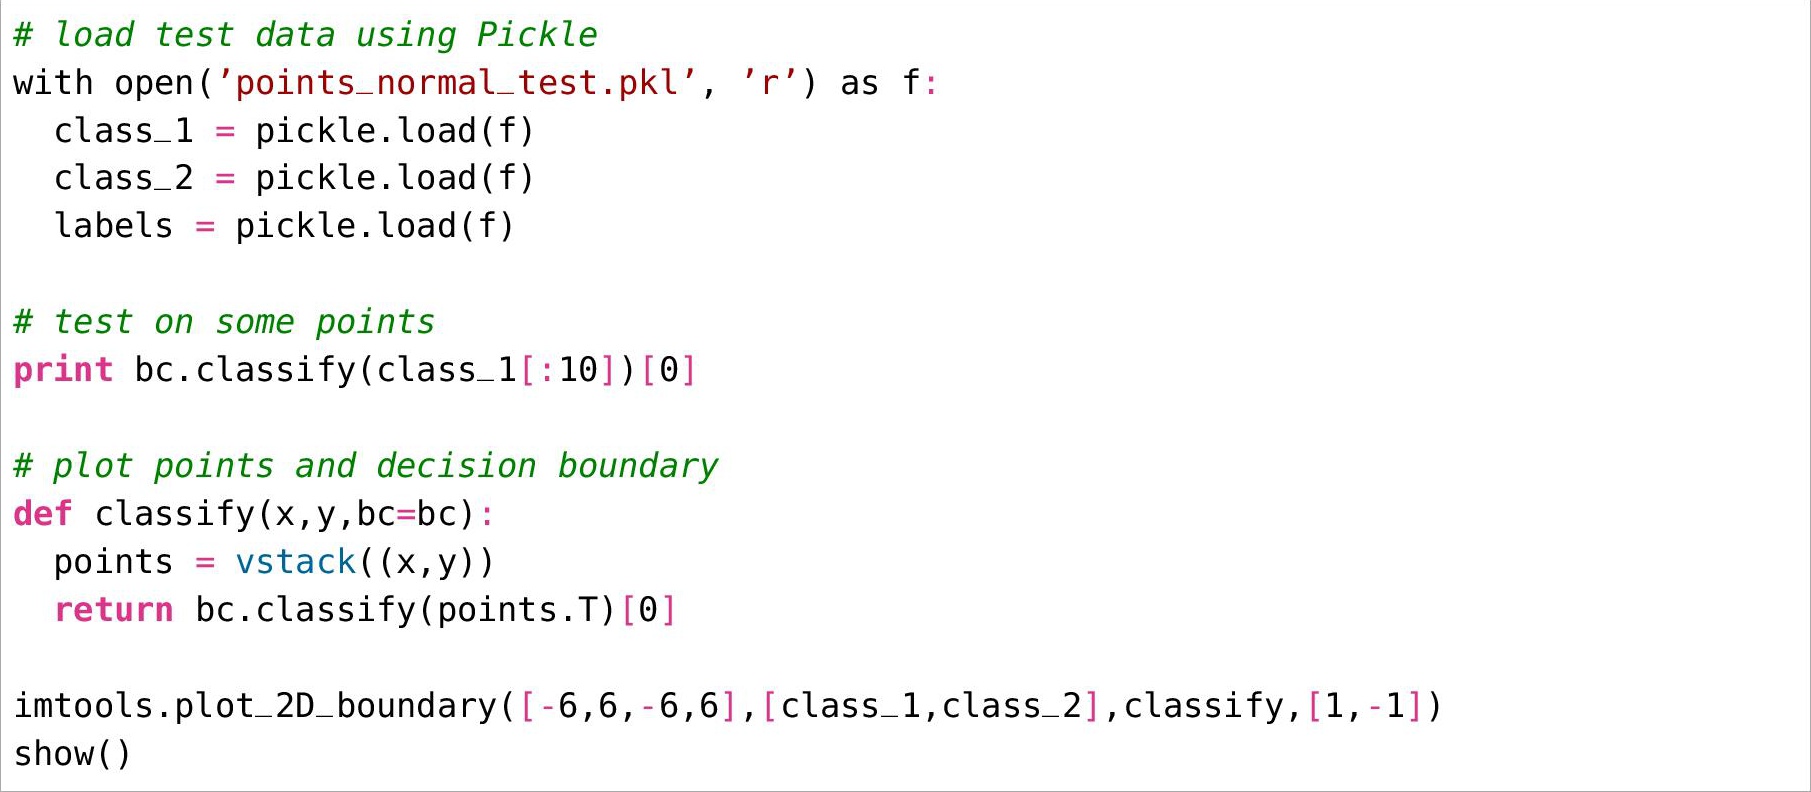 # load test data using Pickle
with open(’points_normal_test.pkl’, ’r’) as f:
  class_1 = pickle.load(f)
  class_2 = pickle.load(f)
  labels = pickle.load(f)

# test on some points
print bc.classify(class_1[:10])[0]

# plot points and decision boundary
def classify(x,y,bc=bc):
  points = vstack((x,y))
  return bc.classify(points.T)[0]

imtools.plot_2D_boundary([-6,6,-6,6],[class_1,class_2],classify,[1,-1])
show()